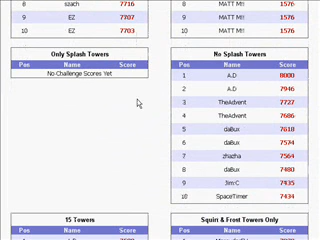 8 szach 7716
9 EZ 7707
10 EZ 7703
8 MATT M!! 1576
9 MATT M!! 1576
10 MATT M!! 1576
Only Splash Towers
Pos Name Score
No Challenge Scores Yet
No Splash Towers
Pos Name Score
1 A.D 8000
2 A.D 7946
3 TheAdvent 7727
4 TheAdvent 7686
5 daBux 7618
6 daBux 7574
7 zhazha 7564
8 daBux 7480
9 Jim:C 7435
10 SpaceTimer 7434
15 Towers
Pos Name Score
Squirt & Frost Towers Only
Pos Name Score